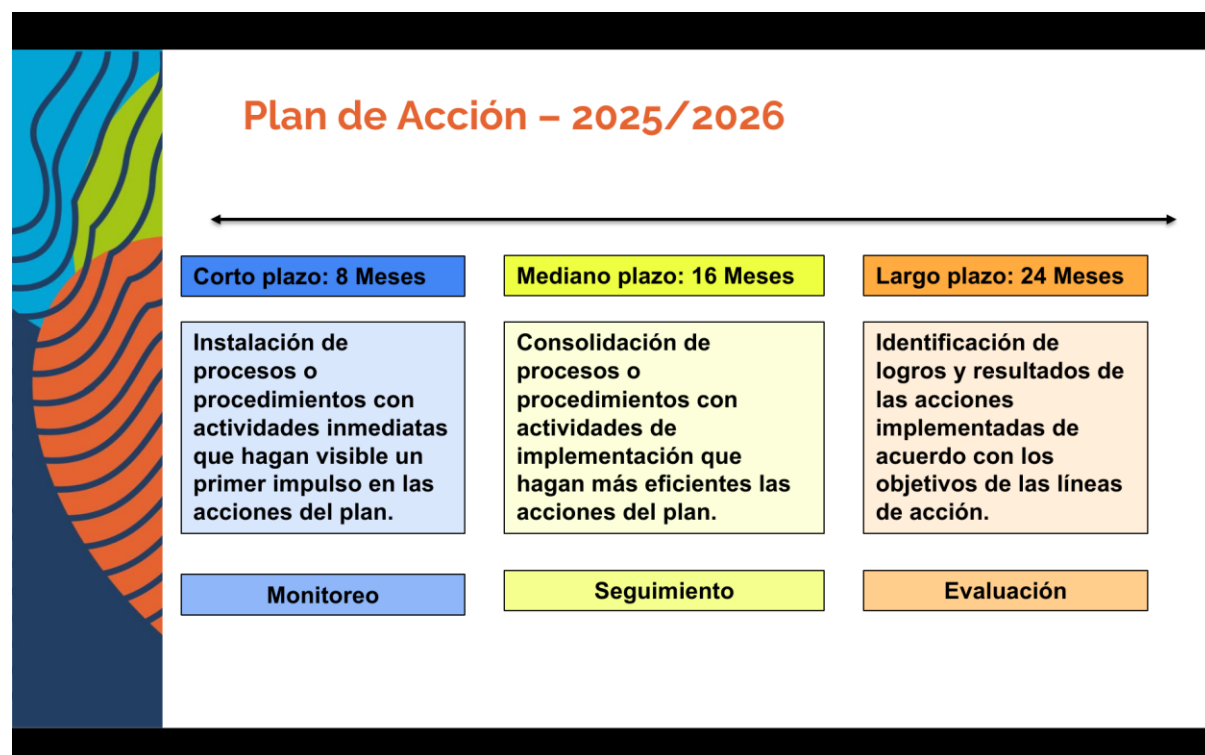 Plan de Acción – 2025/2026
Corto plazo: 8 Meses
Instalación de
procesos o
procedimientos con
actividades inmediatas
que hagan visible un
primer impulso en las
acciones del plan.
Monitoreo
Mediano plazo: 16 Meses
Consolidación de
procesos o
procedimientos con
actividades de
implementación que
hagan más eficientes las
acciones del plan.
Seguimiento
Largo plazo: 24 Meses
Identificación de
logros y resultados de
las acciones
implementadas de
acuerdo con los
objetivos de las líneas
de acción.
Evaluación